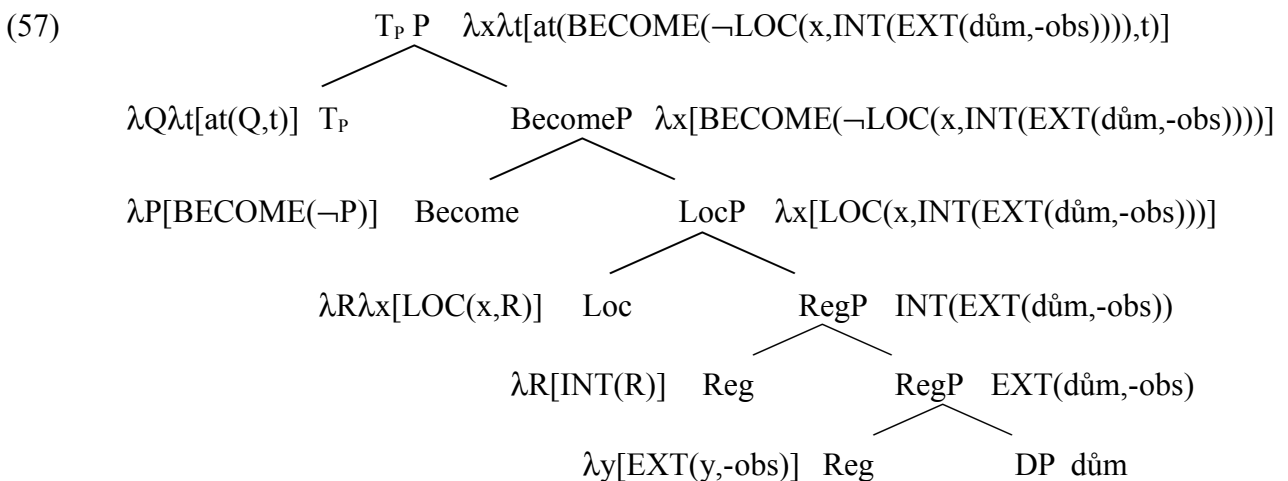 (57) T_P P λxλt[at(BECOME(¬LOC(x,INT(EXT(dům,-obs)))),t)]
λQλt[at(Q,t)] T_P BecomeP λx[BECOME(¬LOC(x,INT(EXT(dům,-obs))))]
λP[BECOME(¬P)] Become LocP λx[LOC(x,INT(EXT(dům,-obs)))]
λRλx[LOC(x,R)] Loc RegP INT(EXT(dům,-obs))
λR[INT(R)] Reg RegP EXT(dům,-obs)
λy[EXT(y,-obs)] Reg DP dům